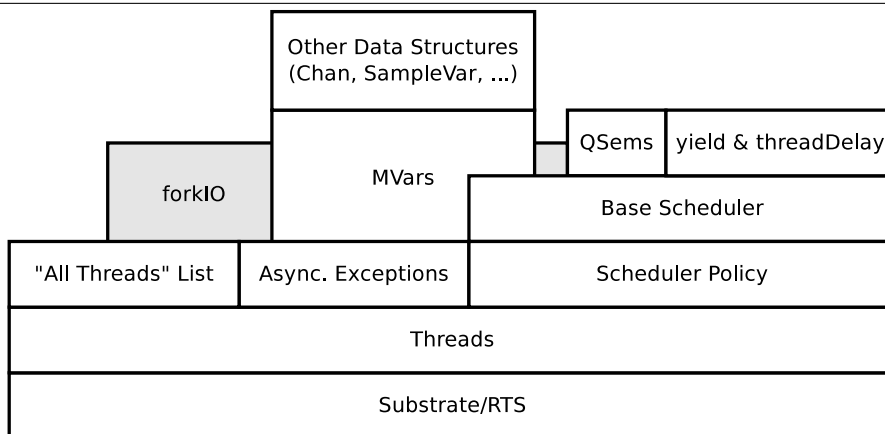 Other Data Structures
(Chan, SampleVar, ...)
QSems
yield & threadDelay
forkIO
MVars
Base Scheduler
"All Threads" List
Async. Exceptions
Scheduler Policy
Threads
Substrate/RTS